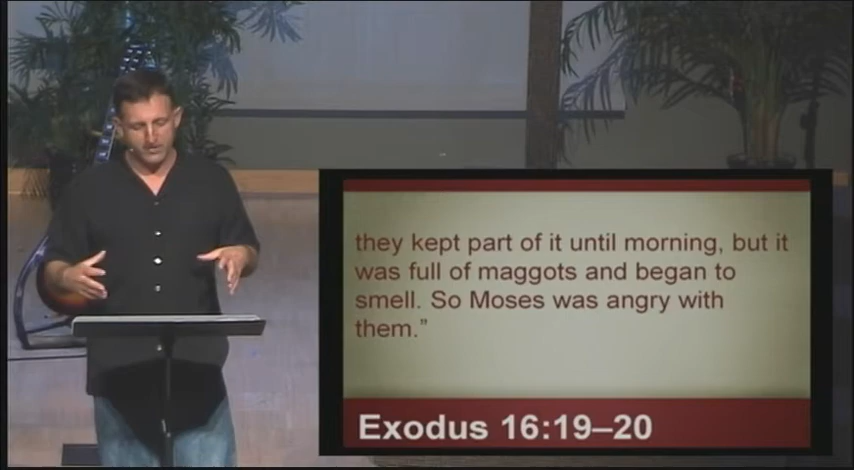 they kept part of it until morning, but it
was full of maggots and began to
smell. So Moses was angry with
them.”
Exodus 16:19–20